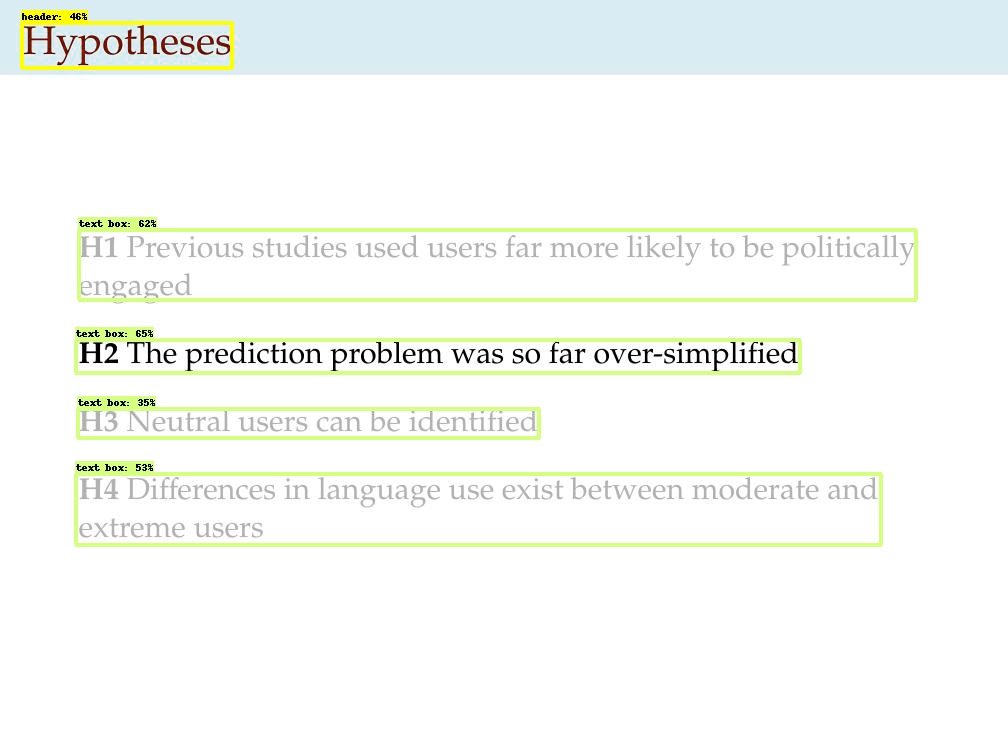 header: 46%
Hypotheses
text box: 62%
H1 Previous studies used users far more likely to be politically
engaged
text box: 65%
H2 The prediction problem was so far over-simplified
text box: 35%
H3 Neutral users can be identified
text box: 53%
H4 Differences in language use exist between moderate and
extreme users